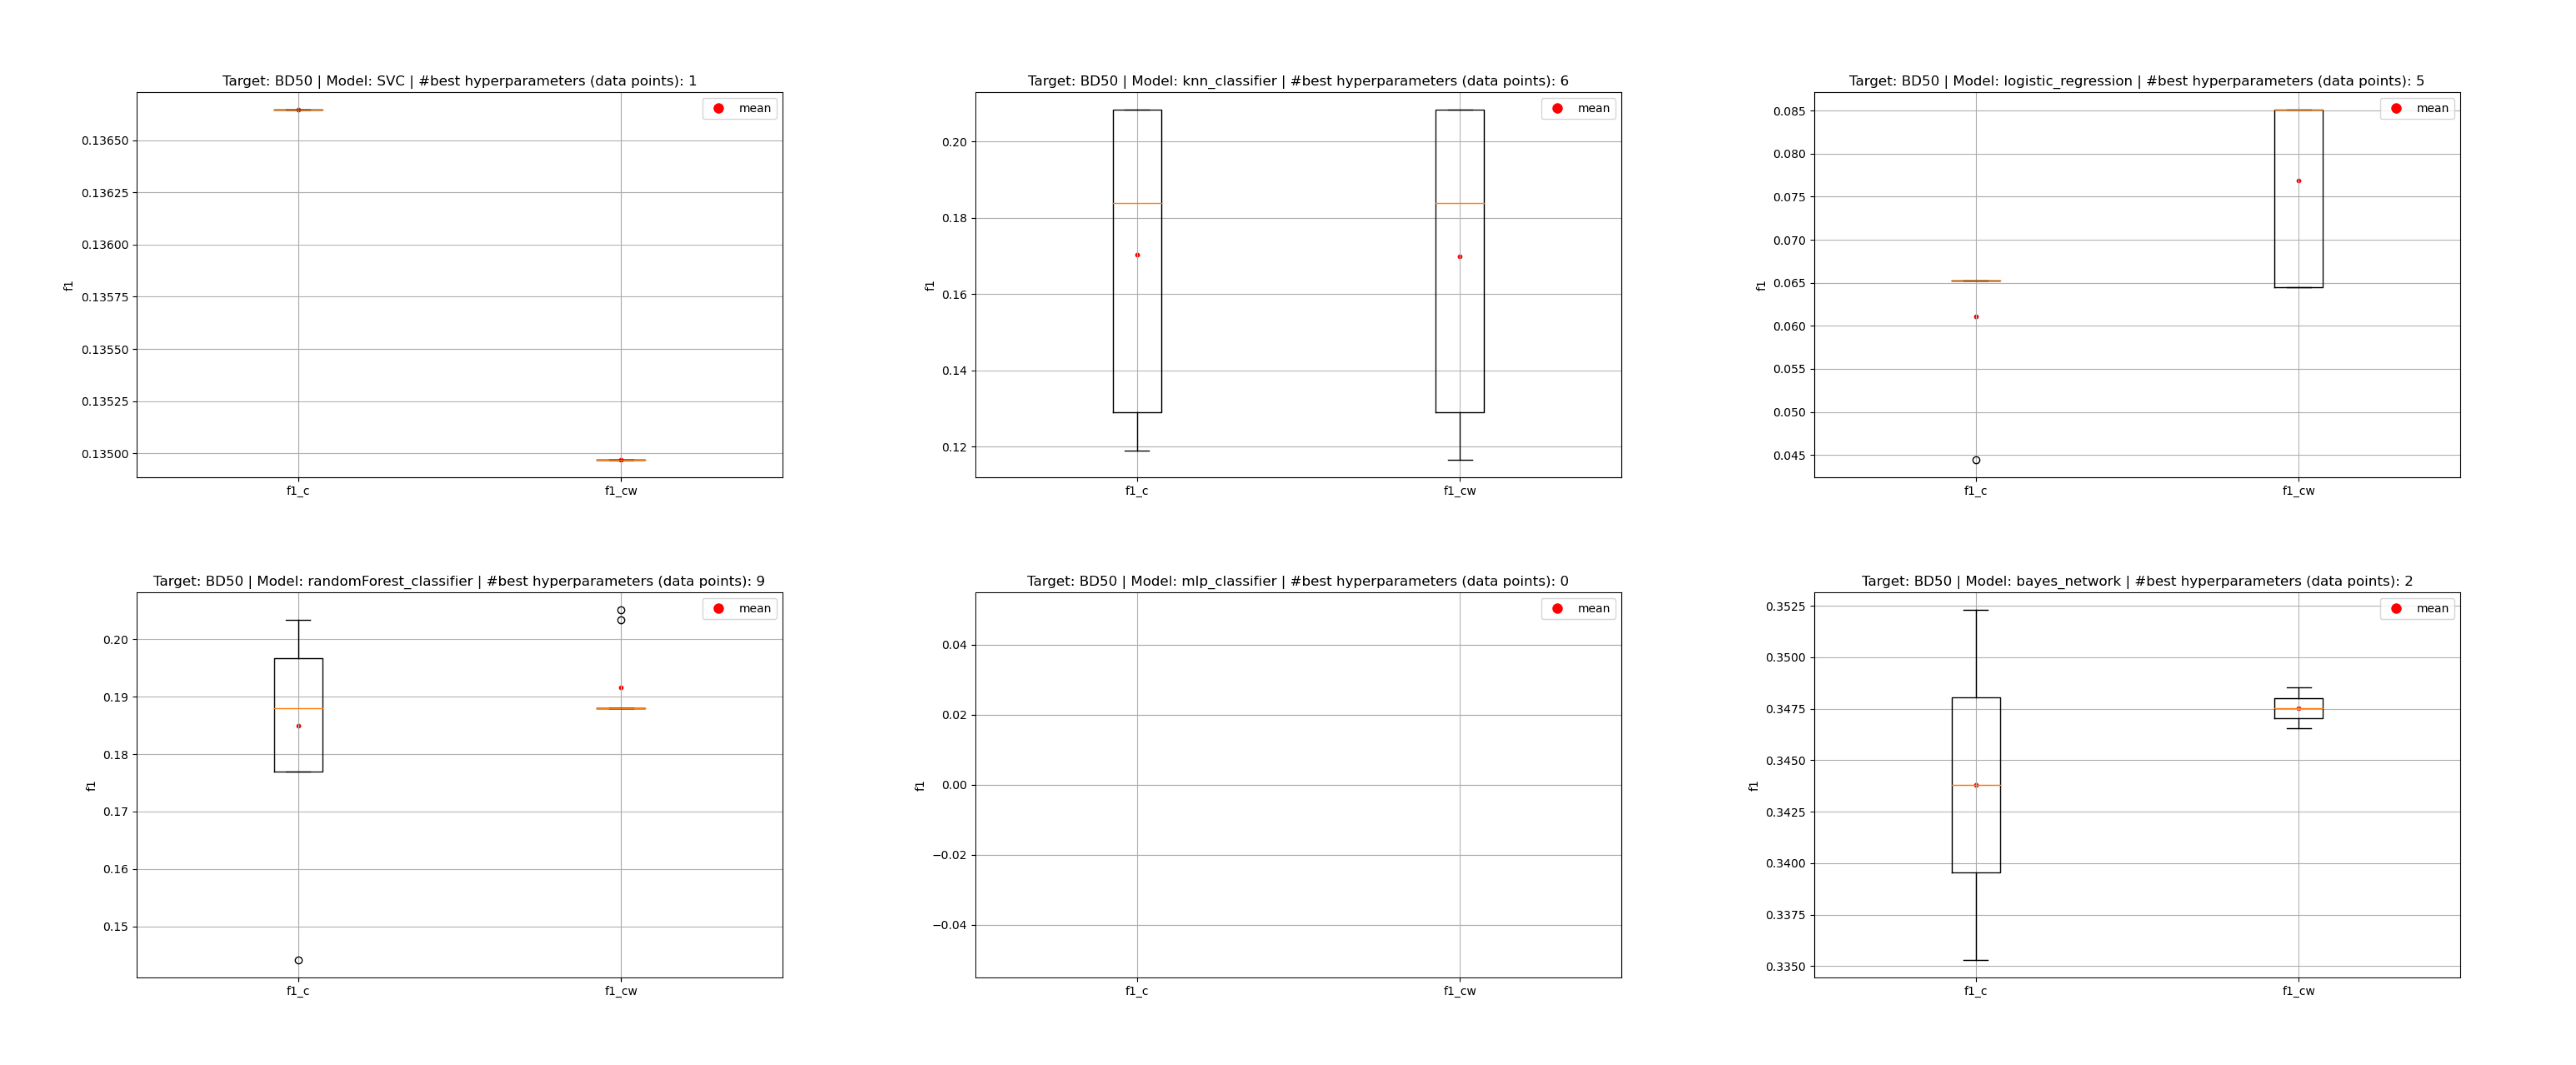 Target: BD50 | Model: SVC | #best hyperparameters (data points): 1
mean
0.13650
0.13625
0.13600
0.13575
0.13550
0.13525
0.13500
f1
f1_c
f1_cw
Target: BD50 | Model: knn_classifier | #best hyperparameters (data points): 6
mean
0.20
0.18
0.16
0.14
0.12
f1
f1_c
f1_cw
Target: BD50 | Model: logistic_regression | #best hyperparameters (data points): 5
mean
0.085
0.080
0.075
0.070
0.065
0.060
0.055
0.050
0.045
f1
f1_c
f1_cw
Target: BD50 | Model: randomForest_classifier | #best hyperparameters (data points): 9
mean
0.20
0.19
0.18
0.17
0.16
0.15
f1
f1_c
f1_cw
Target: BD50 | Model: mlp_classifier | #best hyperparameters (data points): 0
mean
0.04
0.02
0.00
−0.02
−0.04
f1
f1_c
f1_cw
Target: BD50 | Model: bayes_network | #best hyperparameters (data points): 2
mean
0.3525
0.3500
0.3475
0.3450
0.3425
0.3400
0.3375
0.3350
f1
f1_c
f1_cw